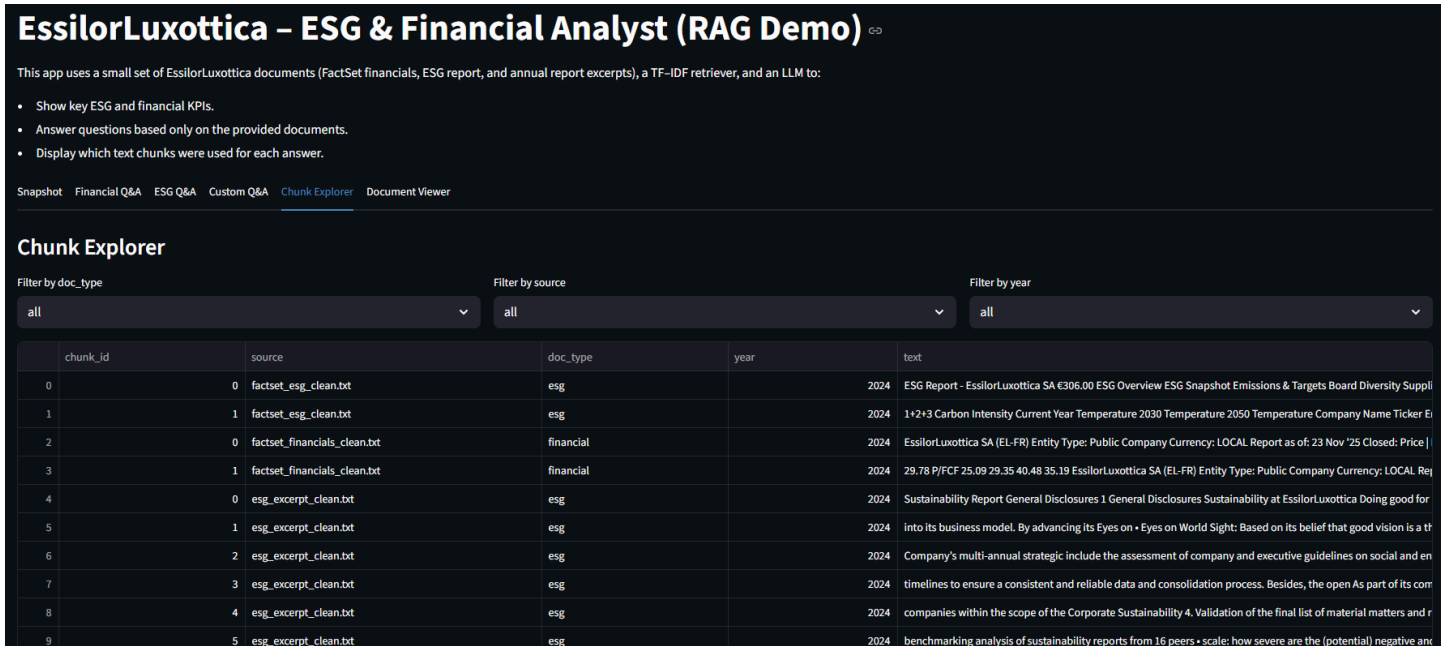 EssilorLuxottica – ESG & Financial Analyst (RAG Demo)
This app uses a small set of EssilorLuxottica documents (FactSet financials, ESG report, and annual report excerpts), a TF–IDF retriever, and an LLM to:
• Show key ESG and financial KPIs.
• Answer questions based only on the provided documents.
• Display which text chunks were used for each answer.
Snapshot Financial Q&A ESG Q&A Custom Q&A Chunk Explorer Document Viewer
Chunk Explorer
Filter by doc_type Filter by source Filter by year
all all all
chunk_id source doc_type year text
0 0 factset_esg_clean.txt esg 2024 ESG Report - EssilorLuxottica SA €306.00 ESG Overview ESG Snapshot Emissions & Targets Board Diversity Suppli
1 1 factset_esg_clean.txt esg 2024 1+2+3 Carbon Intensity Current Year Temperature 2030 Temperature 2050 Temperature Company Name Ticker E
2 0 factset_financials_clean.txt financial 2024 EssilorLuxottica SA (EL-FR) Entity Type: Public Company Currency: LOCAL Report as of: 23 Nov '25 Closed: Price |
3 1 factset_financials_clean.txt financial 2024 29.78 P/FCF 25.09 29.35 40.48 35.19 EssilorLuxottica SA (EL-FR) Entity Type: Public Company Currency: LOCAL Re
4 0 esg_excerpt_clean.txt esg 2024 Sustainability Report General Disclosures 1 General Disclosures Sustainability at EssilorLuxottica Doing good for
5 1 esg_excerpt_clean.txt esg 2024 into its business model. By advancing its Eyes on • Eyes on World Sight: Based on its belief that good vision is a th
6 2 esg_excerpt_clean.txt esg 2024 Company's multi-annual strategic include the assessment of company and executive guidelines on social and en
7 3 esg_excerpt_clean.txt esg 2024 timelines to ensure a consistent and reliable data and consolidation process. Besides, the open As part of its com
8 4 esg_excerpt_clean.txt esg 2024 companies within the scope of the Corporate Sustainability 4. Validation of the final list of material matters and r
9 5 esg_excerpt_clean.txt esg 2024 benchmarking analysis of sustainability reports from 16 peers • scale: how severe are the (potential) negative and